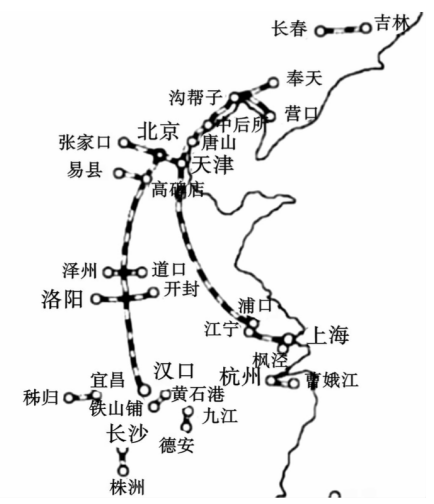 长春
吉林
奉天
沟帮子
营口
中后所
北京
唐山
张家口
天津
易县
高碑店
泽州
道口
开封
洛阳
浦口
江宁
上海
枫泾
汉口
杭州
曹娥江
宜昌
秭归
黄石港
铁山铺
九江
长沙
德安
株洲